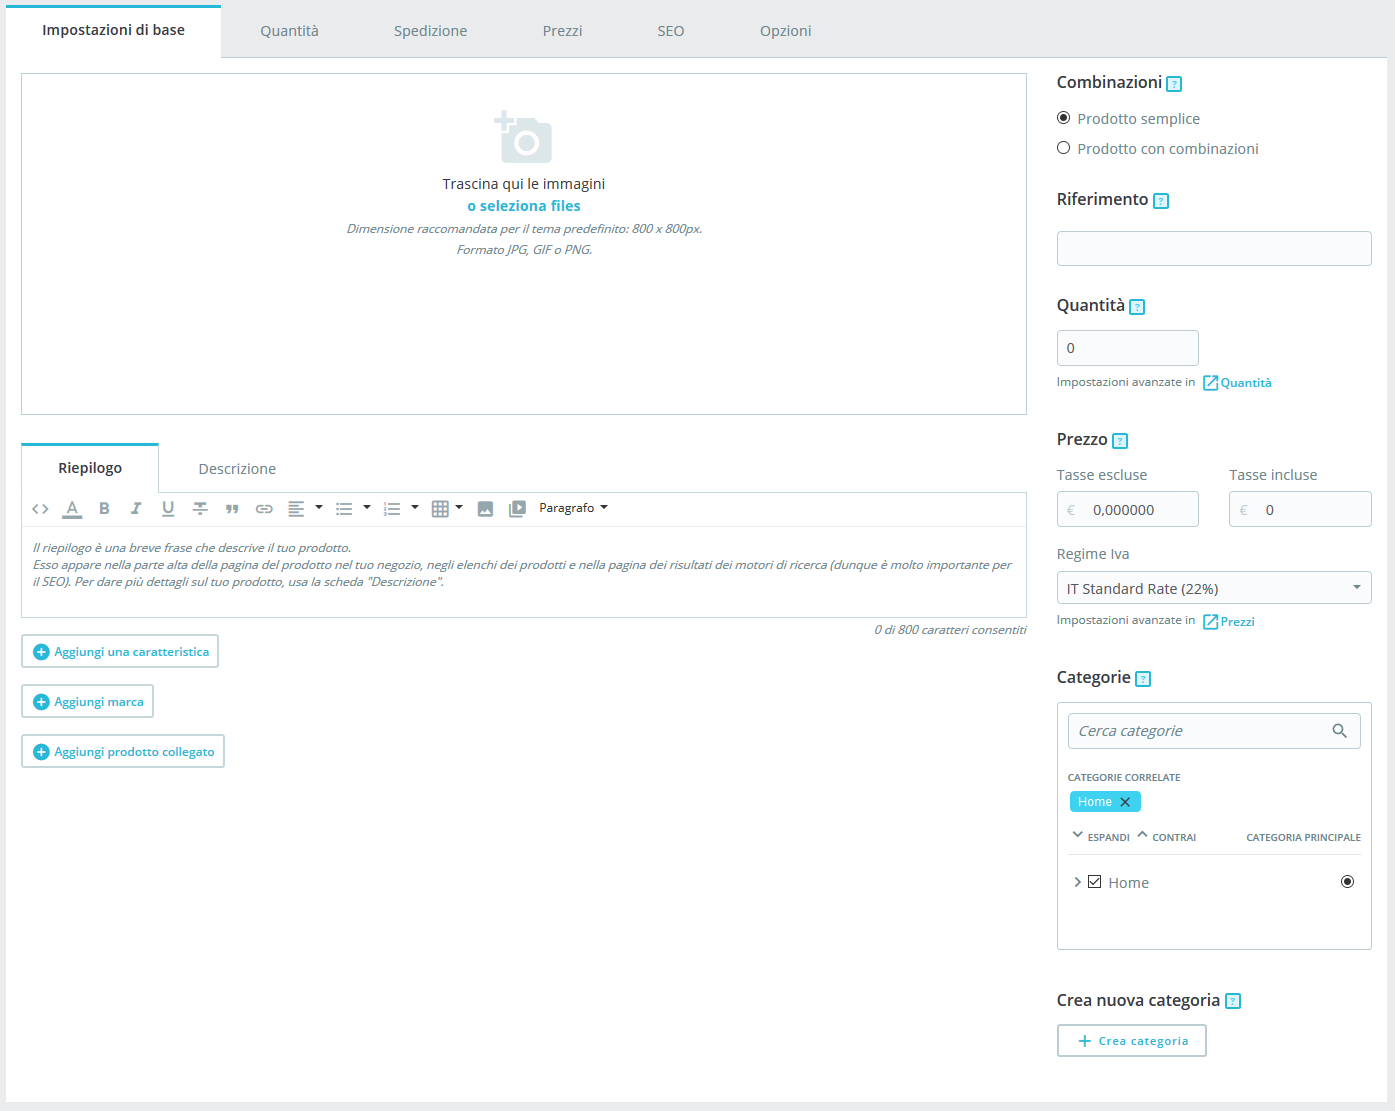 Impostazioni di base
Quantità
Spedizione
Prezzi
SEO
Opzioni
Trascina qui le immagini
o seleziona files
Dimensione raccomandata per il tema predefinito: 800 x 800px.
Formato JPG, GIF o PNG.
Riepilogo
Descrizione
Paragrafo
Il riepilogo è una breve frase che descrive il tuo prodotto.
Esso appare nella parte alta della pagina del prodotto nel tuo negozio, negli elenchi dei prodotti e nella pagina dei risultati dei motori di ricerca (dunque è molto importante per
il SEO). Per dare più dettagli sul tuo prodotto, usa la scheda "Descrizione".
0 di 800 caratteri consentiti
Aggiungi una caratteristica
Aggiungi marca
Aggiungi prodotto collegato
Combinazioni ?
Prodotto semplice
Prodotto con combinazioni
Riferimento ?
Quantità ?
0
Impostazioni avanzate in Quantità
Prezzo ?
Tasse escluse
Tasse incluse
€ 0,000000
€ 0
Regime Iva
IT Standard Rate (22%)
Impostazioni avanzate in Prezzi
Categorie ?
Cerca categorie
CATEGORIE CORRELATE
Home
ESPANDI CONTRAI CATEGORIA PRINCIPALE
Home
Crea nuova categoria ?
+ Crea categoria